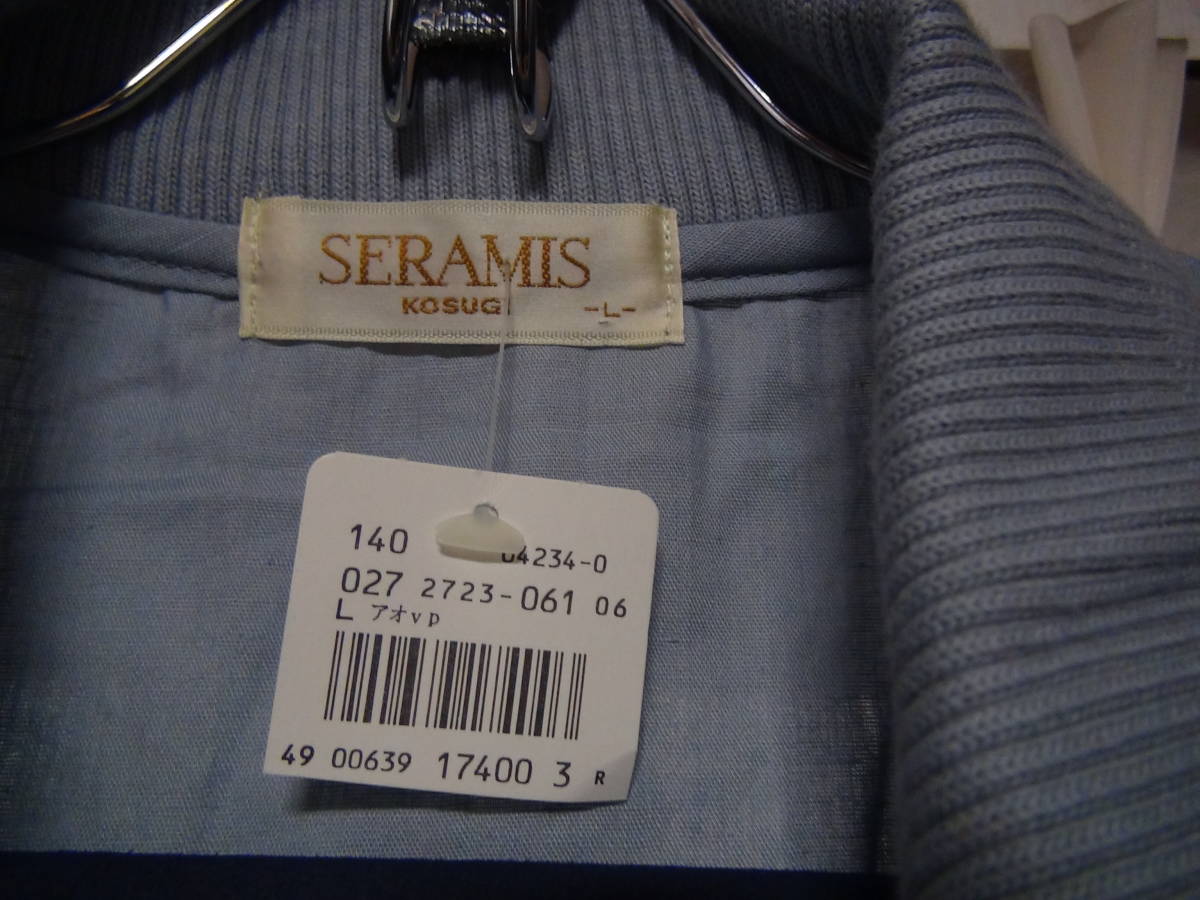 SERAMIS
KOSUGI -L-
140 04234-0
027 2723-061 06
L アオvp
49 00639 17400 3 R